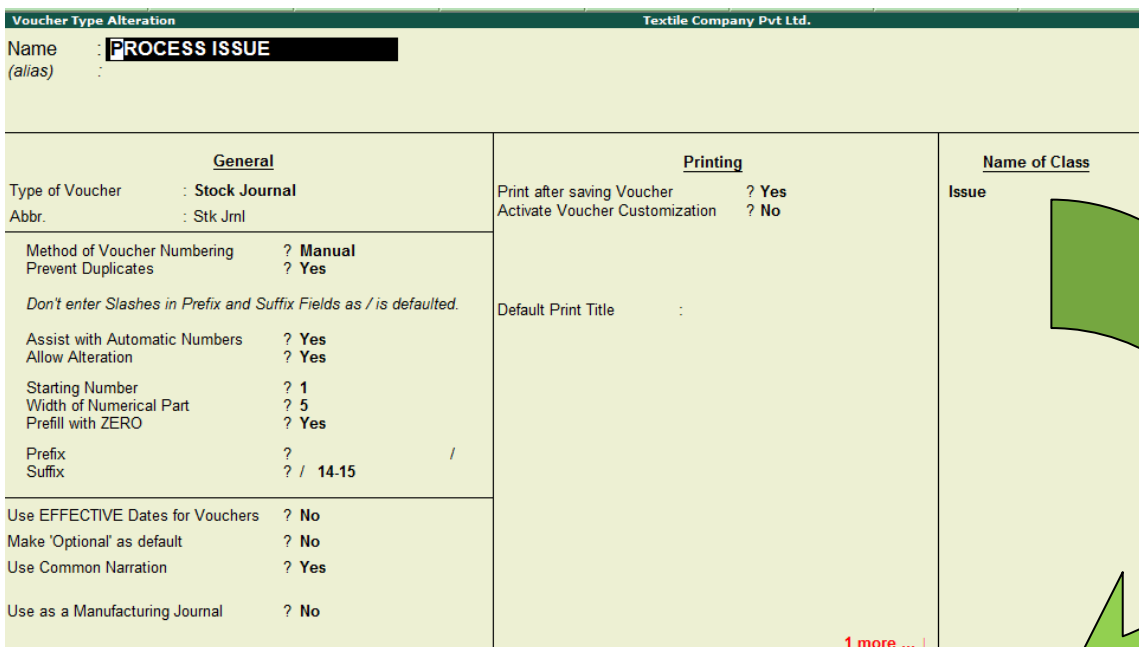 Voucher Type Alteration Textile Company Pvt Ltd.
Name : PROCESS ISSUE
(alias) :
General
Type of Voucher : Stock Journal
Abbr. : Stk Jrnl
Method of Voucher Numbering ? Manual
Prevent Duplicates ? Yes
Don't enter Slashes in Prefix and Suffix Fields as / is defaulted.
Assist with Automatic Numbers ? Yes
Allow Alteration ? Yes
Starting Number ? 1
Width of Numerical Part ? 5
Prefill with ZERO ? Yes
Prefix ? /
Suffix ? / 14-15
Use EFFECTIVE Dates for Vouchers ? No
Make 'Optional' as default ? No
Use Common Narration ? Yes
Use as a Manufacturing Journal ? No
Printing
Print after saving Voucher ? Yes
Activate Voucher Customization ? No
Default Print Title :
1 more ... ↓
Name of Class
Issue